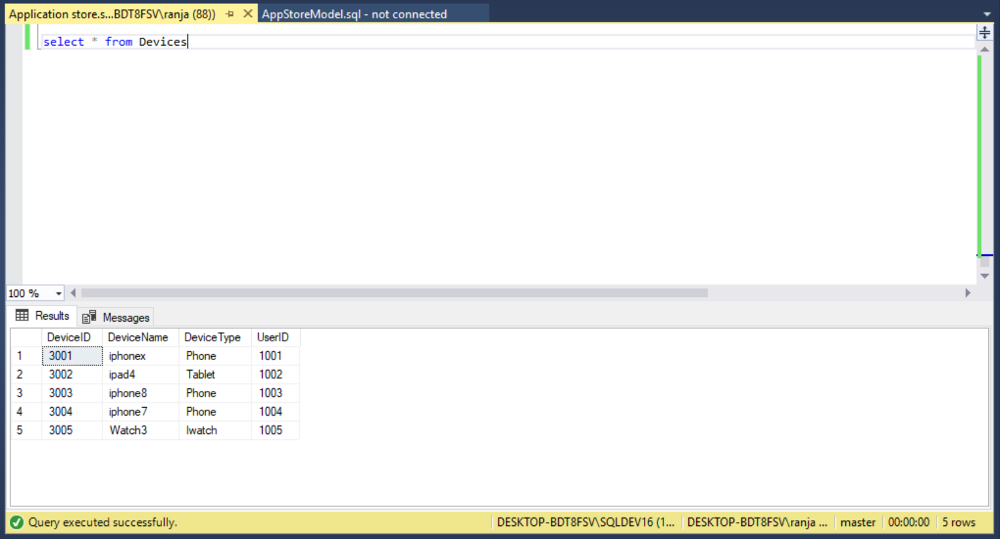 Application store.s...BDT8FSV\ranja (88)) AppStoreModel.sql - not connected
select * from Devices
100 %
Results Messages
DeviceID DeviceName DeviceType UserID
1 3001 iphonex Phone 1001
2 3002 ipad4 Tablet 1002
3 3003 iphone8 Phone 1003
4 3004 iphone7 Phone 1004
5 3005 Watch3 Iwatch 1005
Query executed successfully. DESKTOP-BDT8FSV\SQLDEV16 (1... DESKTOP-BDT8FSV\ranja ... master 00:00:00 5 rows